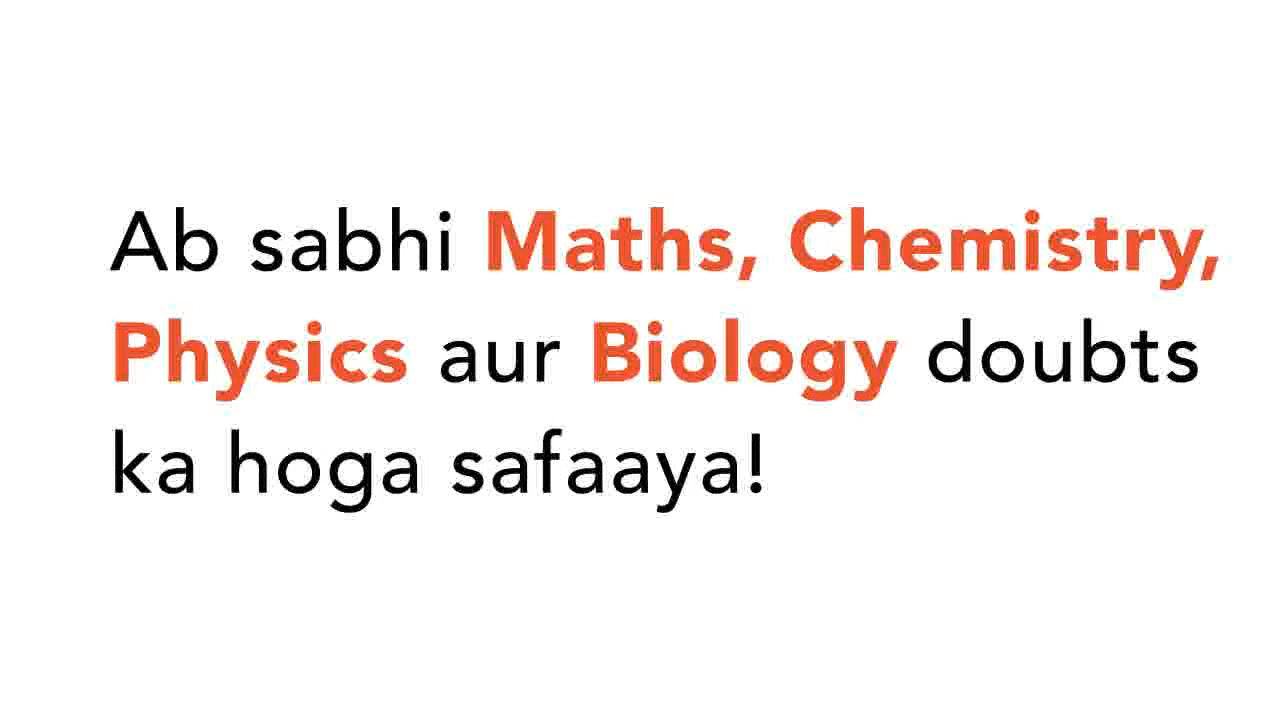 Ab sabhi Maths, Chemistry,
Physics aur Biology doubts
ka hoga safaaya!